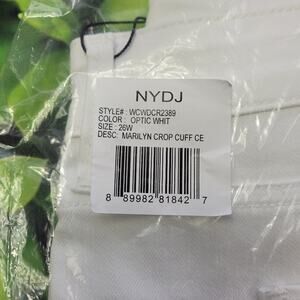 NYDJ
STYLE# : WCWDCR2389
COLOR : OPTIC WHIT
SIZE : 26W
DESC: MARILYN CROP CUFF CE
8 89982 81842 7